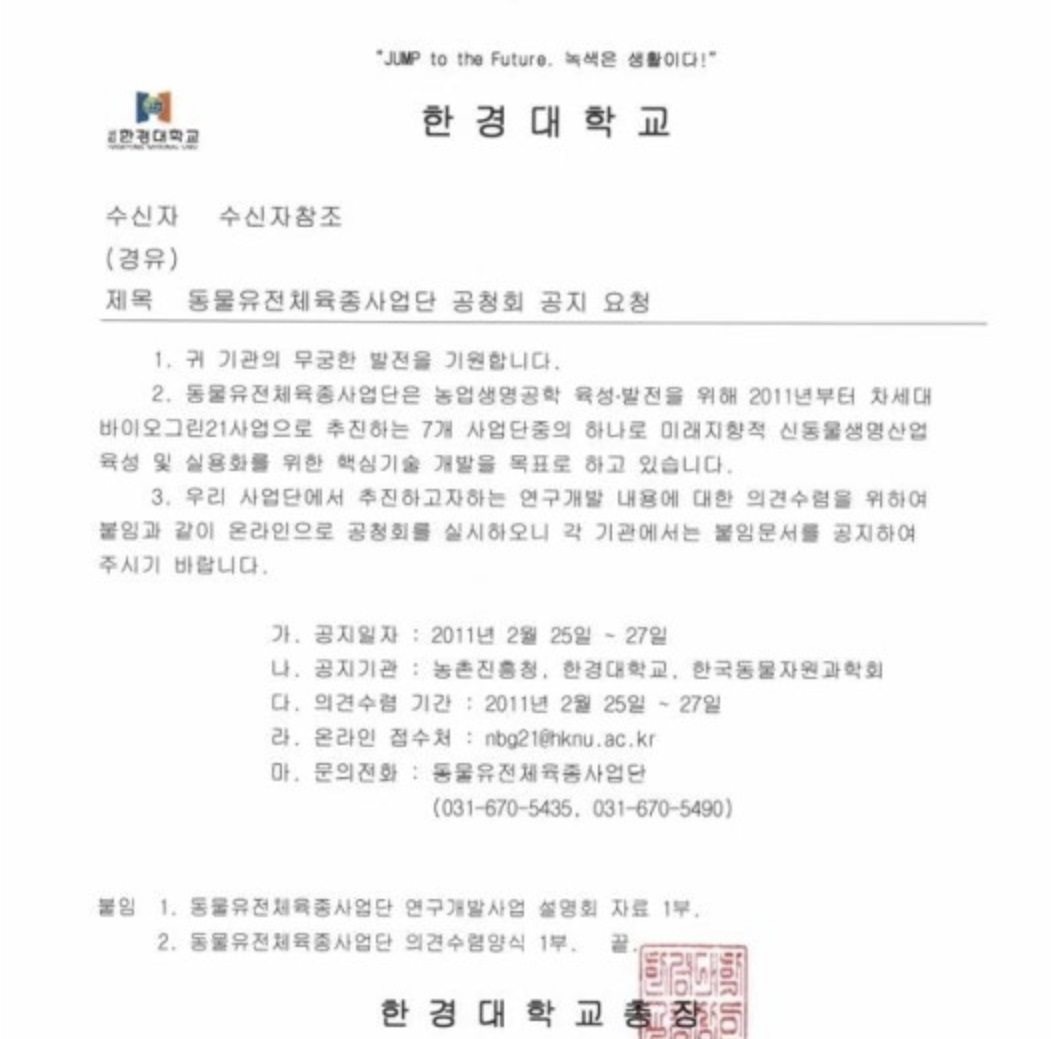 "JUMP to the Future. 녹색은 생활이다!"
한경대학교
한경대학교
수신자 수신자참조
(경유)
제목 동물유전체육종사업단 공청회 공지 요청
1. 귀 기관의 무궁한 발전을 기원합니다.
2. 동물유전체육종사업단은 농업생명공학 육성·발전을 위해 2011년부터 차세대
바이오그린21사업으로 추진하는 7개 사업단중의 하나로 미래지향적 신동물생명산업
육성 및 실용화를 위한 핵심기술 개발을 목표로 하고 있습니다.
3. 우리 사업단에서 추진하고자하는 연구개발 내용에 대한 의견수렴을 위하여
붙임과 같이 온라인으로 공청회를 실시하오니 각 기관에서는 붙임문서를 공지하여
주시기 바랍니다.
가. 공지일자 : 2011년 2월 25일 ~ 27일
나. 공지기관 : 농촌진흥청, 한경대학교, 한국동물자원과학회
다. 의견수렴 기간 : 2011년 2월 25일 ~ 27일
라. 온라인 접수처 : nbg21@hknu.ac.kr
마. 문의전화 : 동물유전체육종사업단
(031-670-5435, 031-670-5490)
붙임 1. 동물유전체육종사업단 연구개발사업 설명회 자료 1부.
2. 동물유전체육종사업단 의견수렴양식 1부. 끝.
한경대학교총장